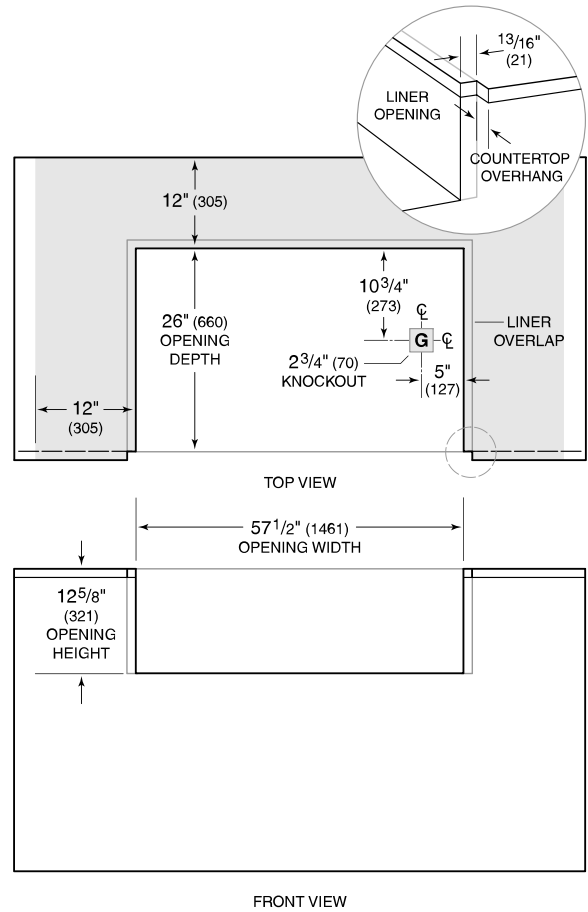 13/16"
(21)
LINER
OPENING
COUNTERTOP
OVERHANG
12" (305)
26" (660)
OPENING
DEPTH
10 3/4"
(273)
℄
G ℄
LINER
OVERLAP
2 3/4" (70)
KNOCKOUT
5"
(127)
12"
(305)
TOP VIEW
57 1/2" (1461)
OPENING WIDTH
12 5/8"
(321)
OPENING
HEIGHT
FRONT VIEW